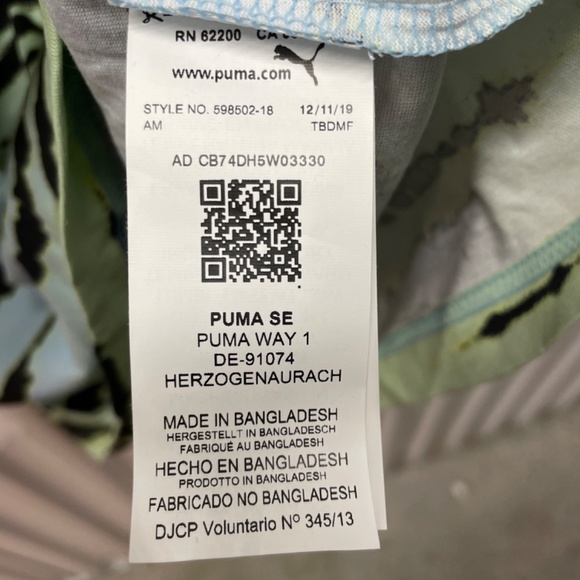 RN 62200 CA
www.puma.com
STYLE NO. 598502-18 12/11/19
AM TBDMF
AD CB74DH5W03330
PUMA SE
PUMA WAY 1
DE-91074
HERZOGENAURACH
MADE IN BANGLADESH
HERGESTELLT IN BANGLADESCH
FABRIQUÉ AU BANGLADESH
HECHO EN BANGLADESH
PRODOTTO IN BANGLADESH
FABRICADO NO BANGLADESH
DJCP Voluntario Nº 345/13